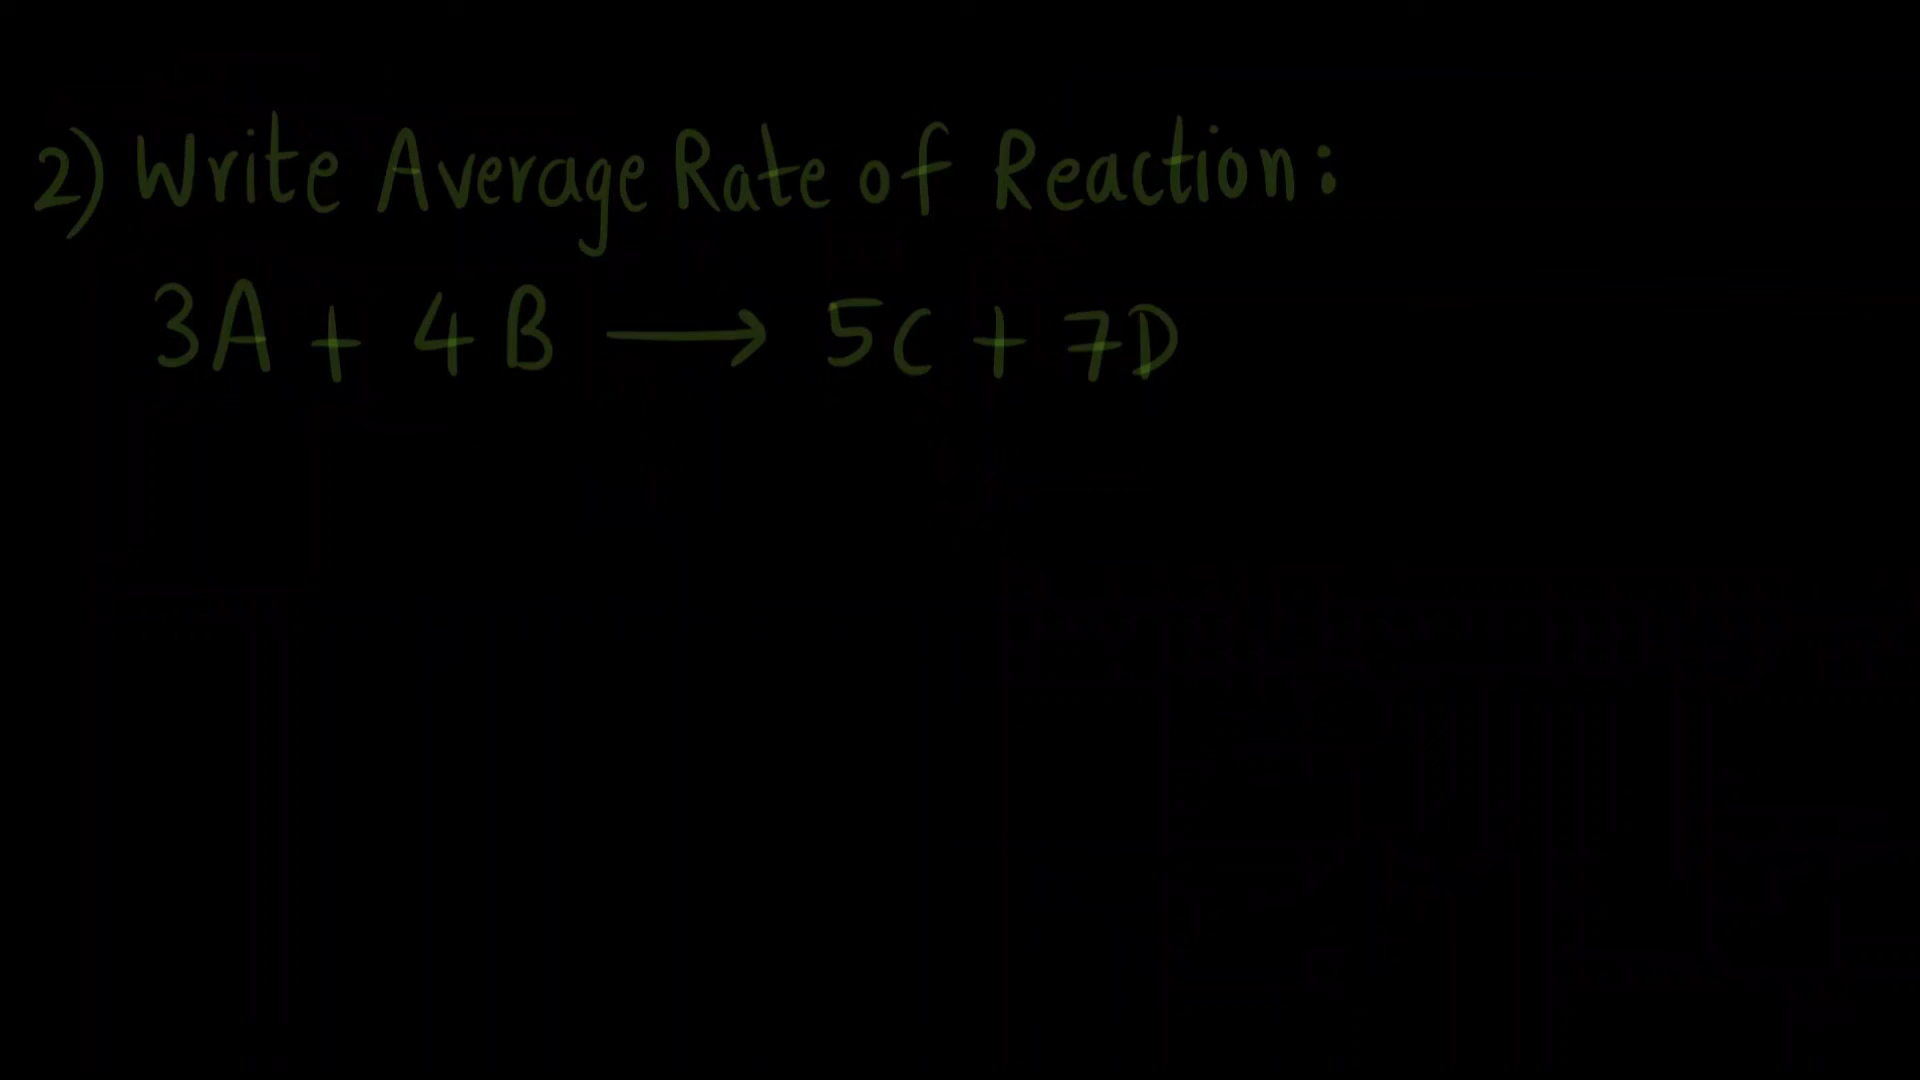 2) Write Average Rate of Reaction:
3A + 4B ⟶ 5C + 7D